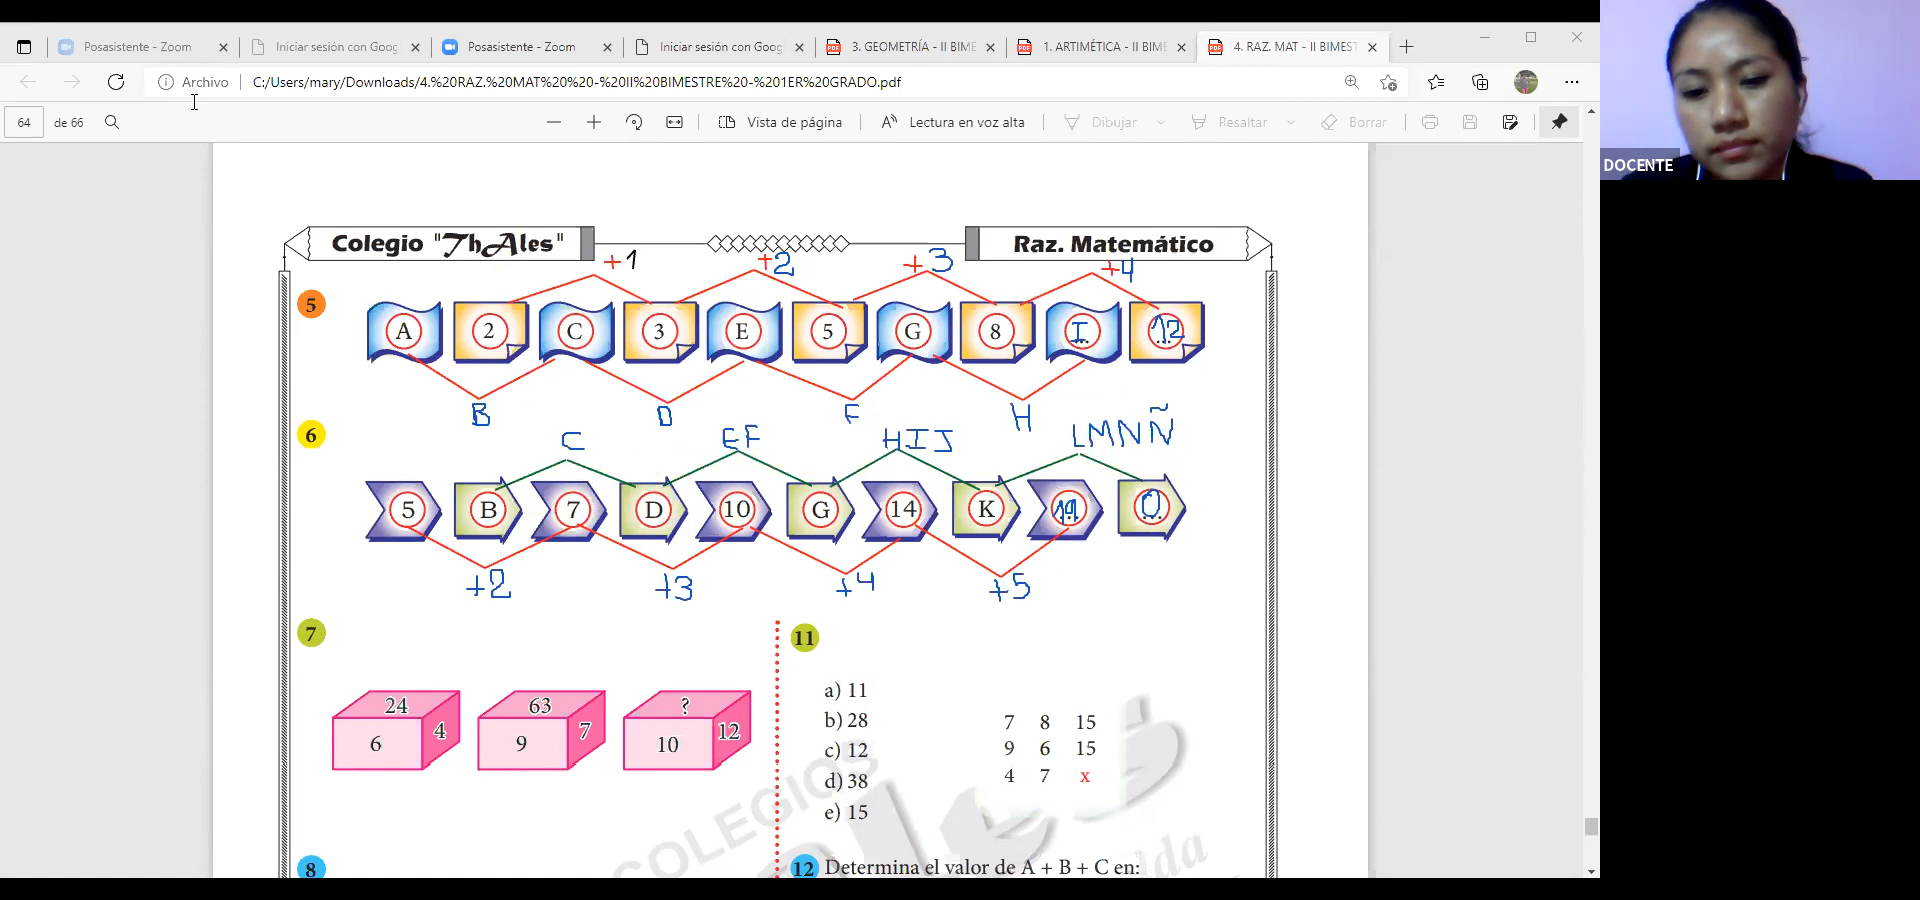 Posasistente - Zoom
Iniciar sesión con Goog
Posasistente - Zoom
Iniciar sesión con Goog
3. GEOMETRÍA - II BIME
1. ARTIMÉTICA - II BIME
4. RAZ. MAT - II BIMEST
Archivo
C:/Users/mary/Downloads/4.%20RAZ.%20MAT%20%20-%20II%20BIMESTRE%20-%201ER%20GRADO.pdf
64 de 66
Vista de página
Lectura en voz alta
Dibujar
Resaltar
Borrar
DOCENTE
Colegio "ThAles"
Raz. Matemático
+1 +2 +3 +4
5
A 2 C 3 E 5 G 8 I 12
B D F H
6
C EF HIJ LMNÑ
5 B 7 D 10 G 14 K 19 O
+2 +3 +4 +5
7
24 4 6
63 7 9
? 12 10
11
a) 11
b) 28
c) 12
d) 38
e) 15
7 8 15
9 6 15
4 7 x
COLEGIOS
8
12 Determina el valor de A + B + C en: